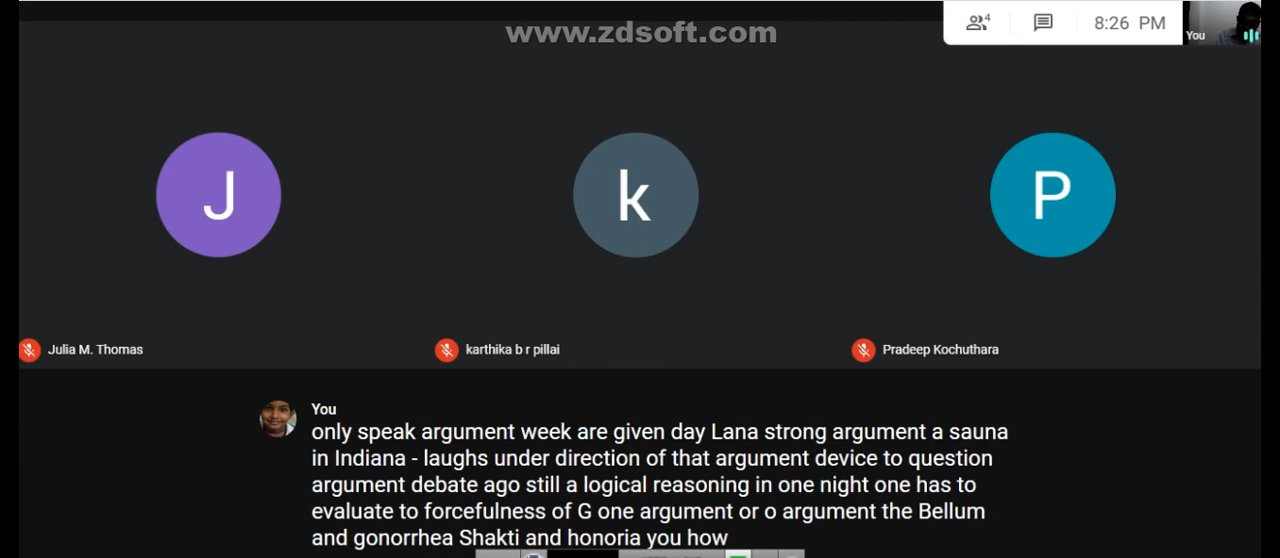 www.zdsoft.com
4
8:26 PM
You
J
k
P
Julia M. Thomas
karthika b r pillai
Pradeep Kochuthara
You
only speak argument week are given day Lana strong argument a sauna
in Indiana - laughs under direction of that argument device to question
argument debate ago still a logical reasoning in one night one has to
evaluate to forcefulness of G one argument or o argument the Bellum
and gonorrhea Shakti and honoria you how